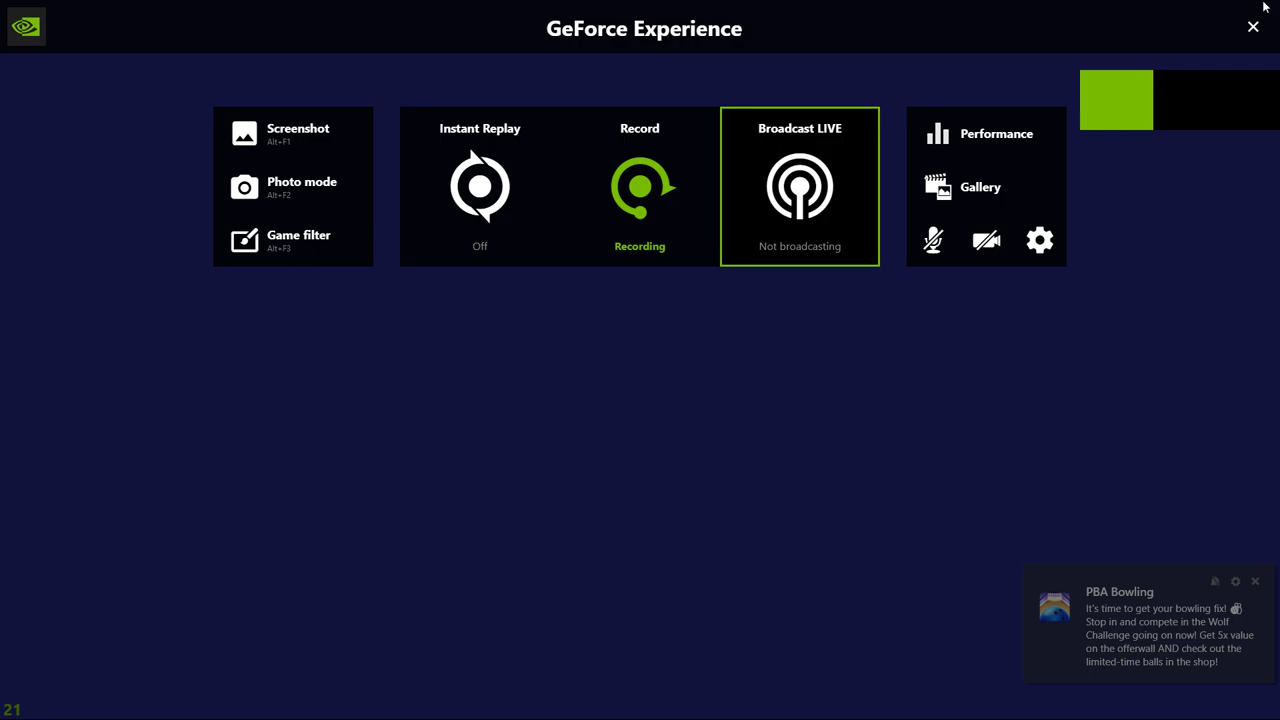 GeForce Experience
Screenshot
Alt+F1
Photo mode
Alt+F2
Game filter
Alt+F3
Instant Replay
Off
Record
Recording
Broadcast LIVE
Not broadcasting
Performance
Gallery
PBA Bowling
It's time to get your bowling fix! 🎳
Stop in and compete in the Wolf
Challenge going on now! Get 5x value
on the offerwall AND check out the
limited-time balls in the shop!
21